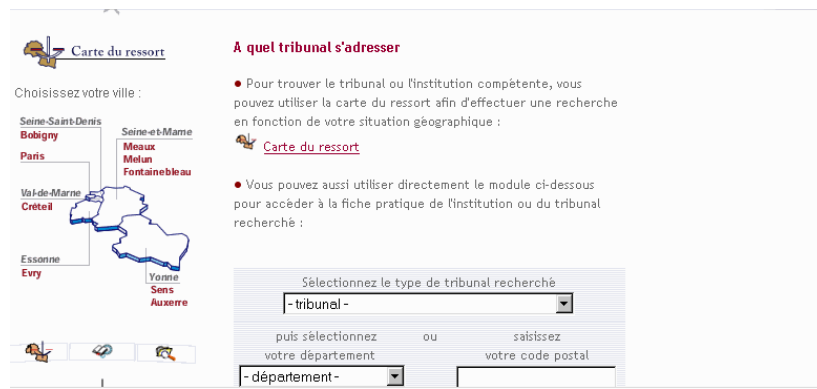 Carte du ressort
Choisissez votre ville :
Seine-Saint-Denis
Bobigny
Paris
Seine-et-Marne
Meaux
Melun
Fontainebleau
Val-de-Marne
Créteil
Essonne
Evry
Yonne
Sens
Auxerre
A quel tribunal s'adresser
• Pour trouver le tribunal ou l'institution compétente, vous
pouvez utiliser la carte du ressort afin d'effectuer une recherche
en fonction de votre situation géographique :
Carte du ressort
• Vous pouvez aussi utiliser directement le module ci-dessous
pour accéder à la fiche pratique de l'institution ou du tribunal
recherché :
Sélectionnez le type de tribunal recherché
- tribunal -
puis sélectionnez ou saisissez
votre département votre code postal
- département -